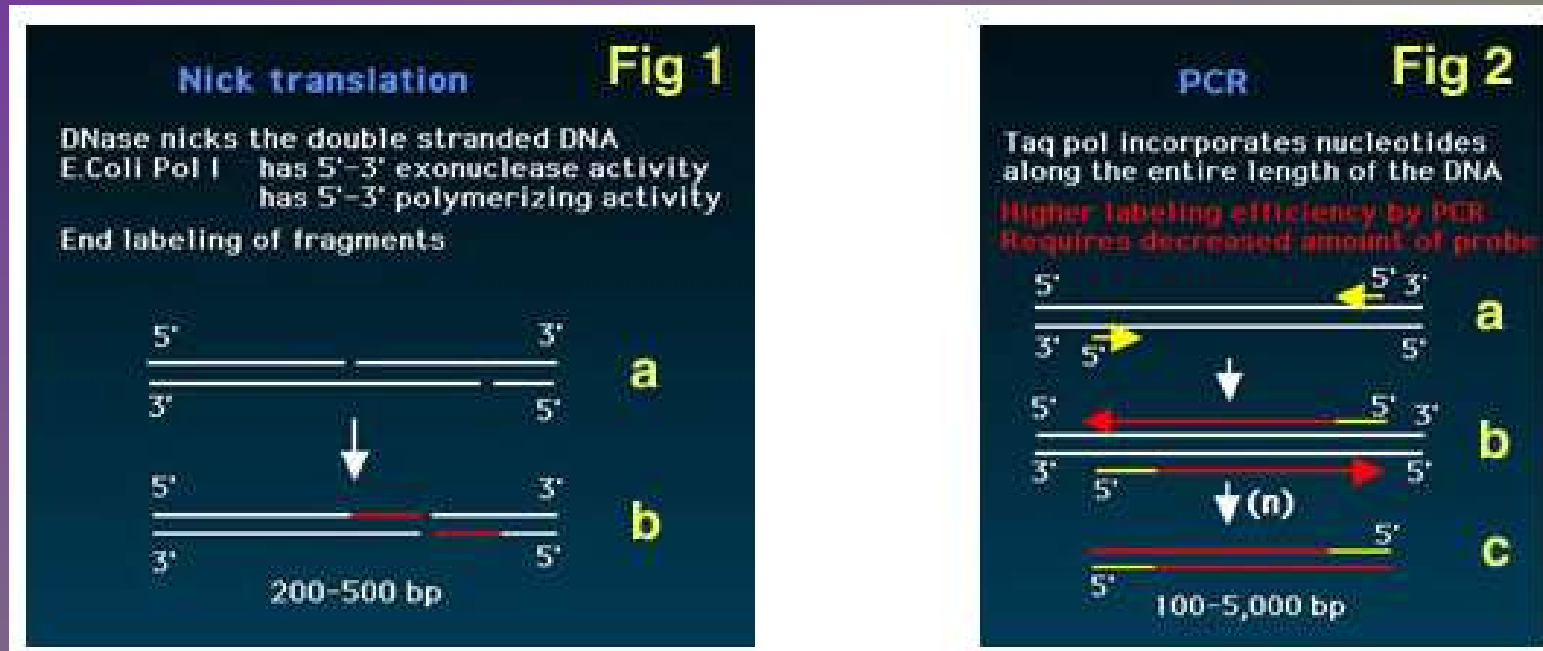 Fig 1
Nick translation
DNase nicks the double stranded DNA
E.Coli Pol I has 5'-3' exonuclease activity
has 5'-3' polymerizing activity
End labeling of fragments
5' 3'
a
3' 5'
5' 3'
b
3' 5'
200-500 bp
Fig 2
PCR
Taq pol incorporates nucleotides
along the entire length of the DNA
Higher labeling efficiency by PCR
Requires decreased amount of probe
5' 5' 3'
a
3' 5' 5'
5' 5' 3'
b
3' 5' 5'
(n)
5'
c
5'
100-5,000 bp